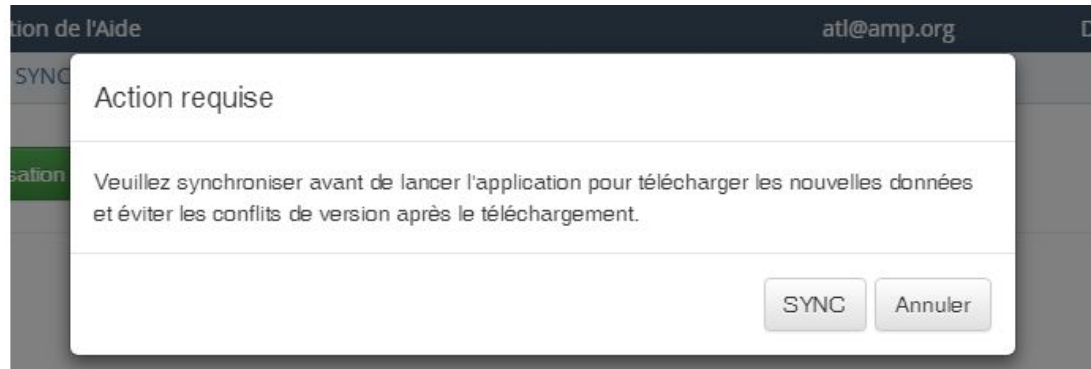 tion de l'Aide atl@amp.org D
SYNC
Action requise
sation
Veuillez synchroniser avant de lancer l'application pour télécharger les nouvelles données
et éviter les conflits de version après le téléchargement.
SYNC Annuler